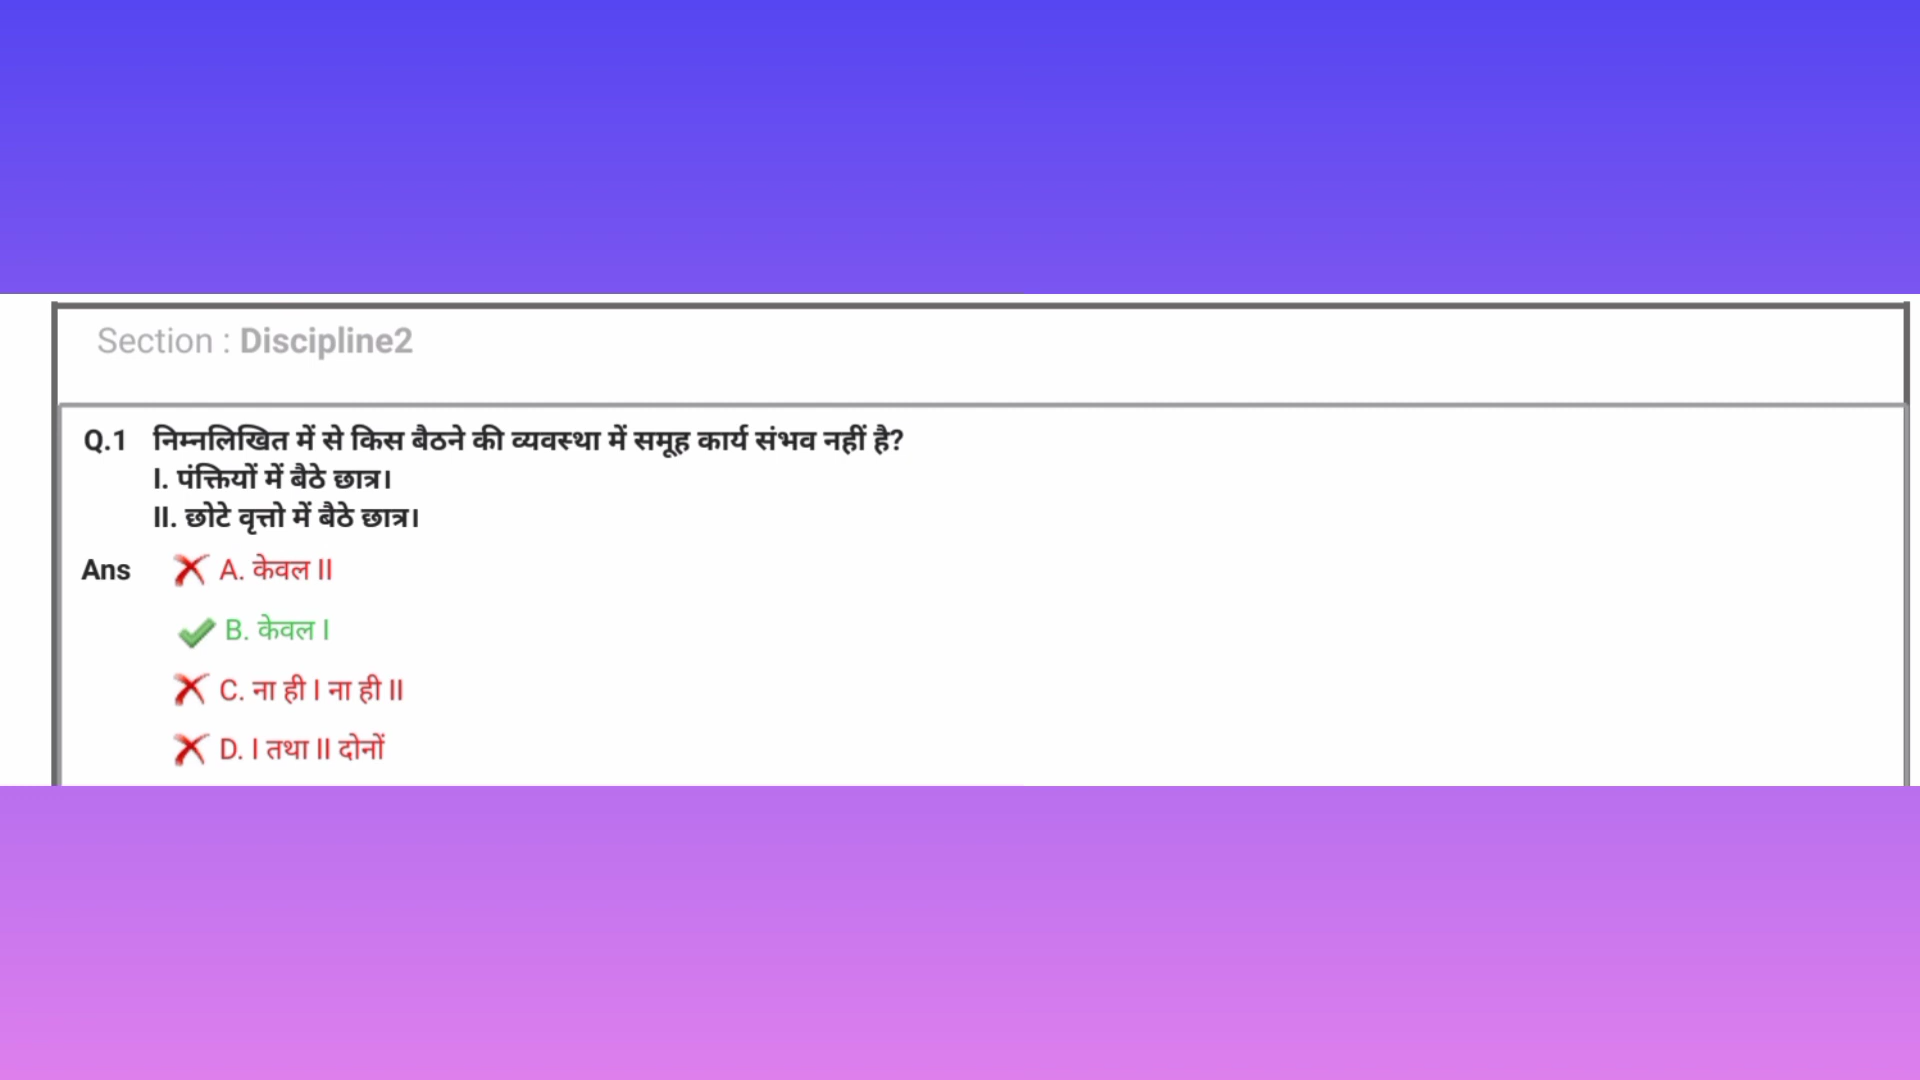 Section : Discipline2
Q.1 निम्नलिखित में से किस बैठने की व्यवस्था में समूह कार्य संभव नहीं है?
I. पंक्तियों में बैठे छात्र।
II. छोटे वृत्तो में बैठे छात्र।
Ans A. केवल II
B. केवल I
C. ना ही I ना ही II
D. I तथा II दोनों